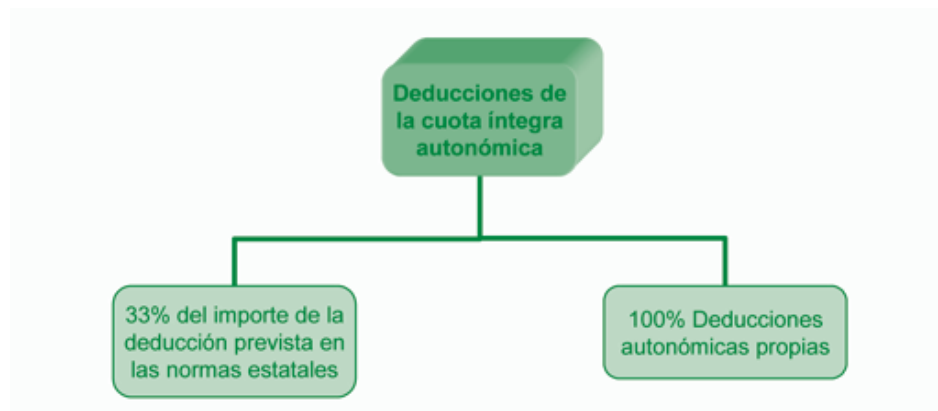 Deducciones de
la cuota íntegra
autonómica
33% del importe de la
deducción prevista en
las normas estatales
100% Deducciones
autonómicas propias